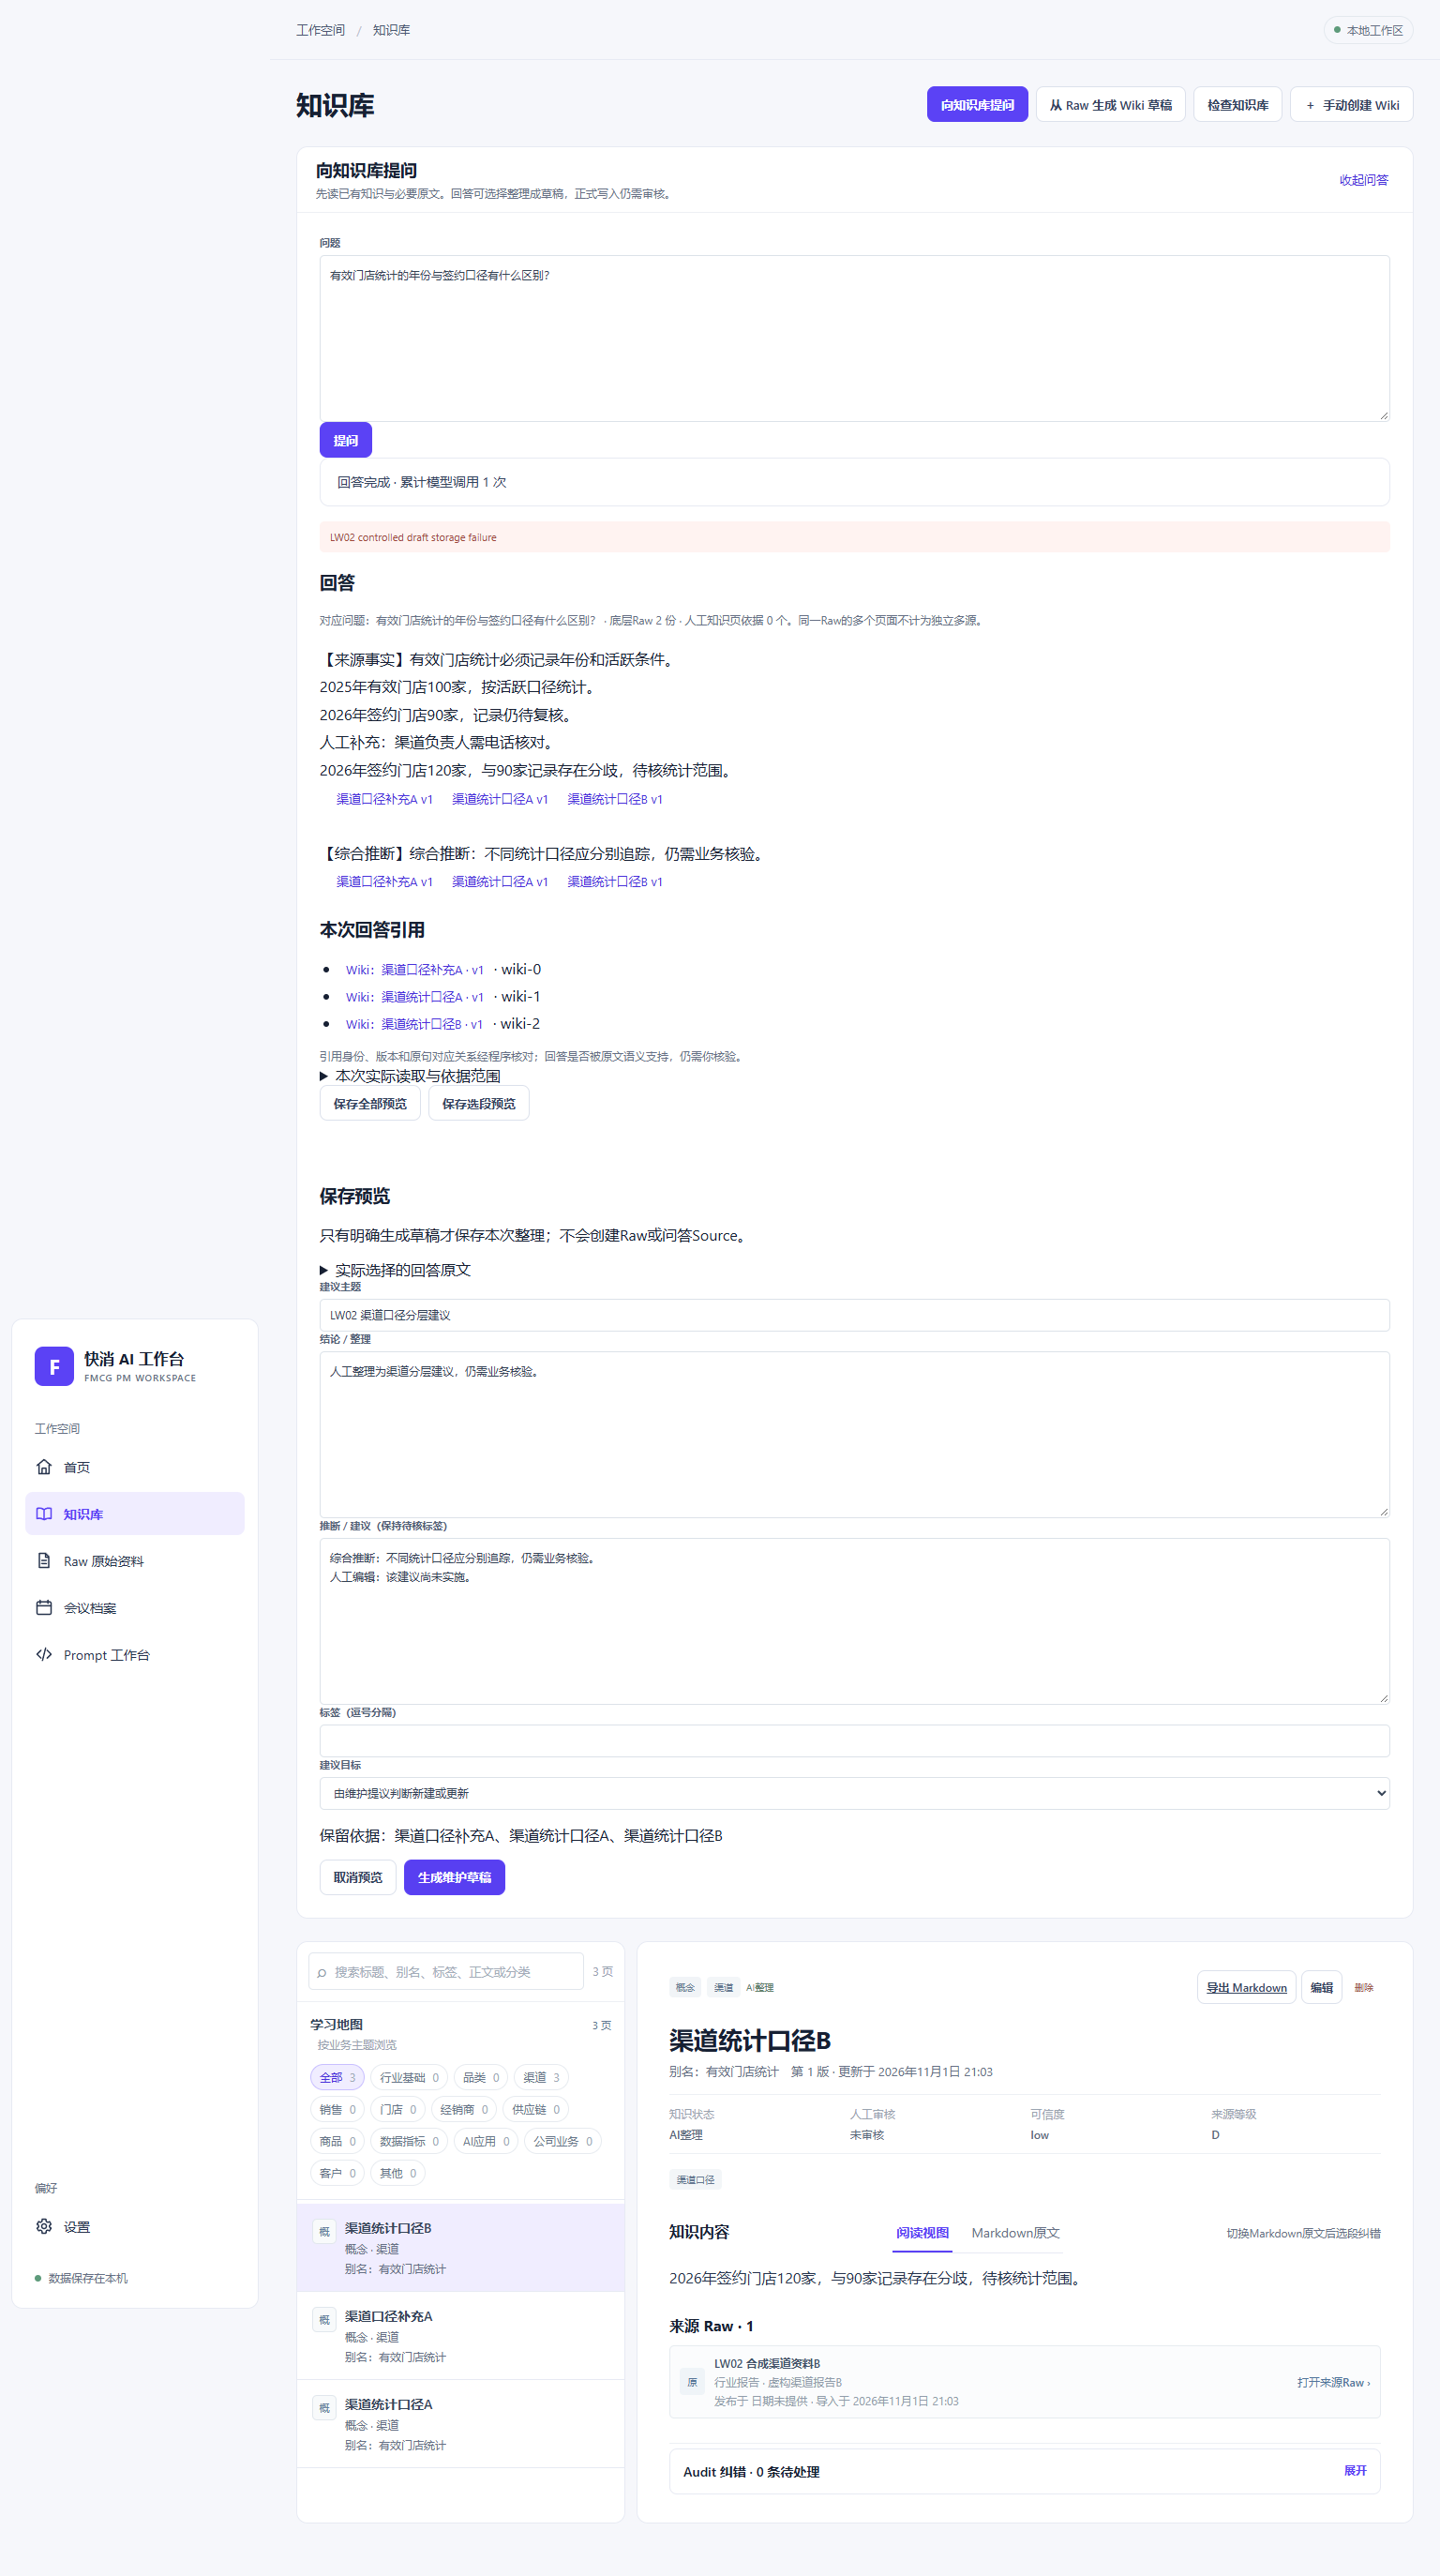 工作空间 / 知识库
本地工作区
知识库
向知识库提问
从 Raw 生成 Wiki 草稿
检查知识库
+ 手动创建 Wiki
向知识库提问
先读已有知识与必要原文。回答可选择整理成草稿，正式写入仍需审核。
收起问答
问题
有效门店统计的年份与签约口径有什么区别？
提问
回答完成 · 累计模型调用 1 次
LW02 controlled draft storage failure
回答
对应问题：有效门店统计的年份与签约口径有什么区别？ · 底层Raw 2 份 · 人工知识页依据 0 个。同一Raw的多个页面不计为独立多源。
【来源事实】有效门店统计必须记录年份和活跃条件。
2025年有效门店100家，按活跃口径统计。
2026年签约门店90家，记录仍待复核。
人工补充：渠道负责人需电话核对。
2026年签约门店120家，与90家记录存在分歧，待核统计范围。
渠道口径补充A v1 渠道统计口径A v1 渠道统计口径B v1
【综合推断】综合推断：不同统计口径应分别追踪，仍需业务核验。
渠道口径补充A v1 渠道统计口径A v1 渠道统计口径B v1
本次回答引用
• Wiki：渠道口径补充A · v1 · wiki-0
• Wiki：渠道统计口径A · v1 · wiki-1
• Wiki：渠道统计口径B · v1 · wiki-2
引用身份、版本和原句对应关系经程序核对；回答是否被原文语义支持，仍需你核验。
▶ 本次实际读取与依据范围
保存全部预览
保存选段预览
保存预览
只有明确生成草稿才保存本次整理；不会创建Raw或问答Source。
▶ 实际选择的回答原文
建议主题
LW02 渠道口径分层建议
结论 / 整理
人工整理为渠道分层建议，仍需业务核验。
推断 / 建议（保持待核标签）
综合推断：不同统计口径应分别追踪，仍需业务核验。
人工编辑：该建议尚未实施。
标签（逗号分隔）
建议目标
由维护提议判断新建或更新
保留依据：渠道口径补充A、渠道统计口径A、渠道统计口径B
取消预览
生成维护草稿
F
快消 AI 工作台
FMCG PM WORKSPACE
工作空间
首页
知识库
Raw 原始资料
会议档案
Prompt 工作台
偏好
设置
数据保存在本机
搜索标题、别名、标签、正文或分类
3 页
学习地图
3 页
按业务主题浏览
全部 3 行业基础 0 品类 0 渠道 3
销售 0 门店 0 经销商 0 供应链 0
商品 0 数据指标 0 AI应用 0 公司业务 0
客户 0 其他 0
概
渠道统计口径B
概念 · 渠道
别名：有效门店统计
概
渠道口径补充A
概念 · 渠道
别名：有效门店统计
概
渠道统计口径A
概念 · 渠道
别名：有效门店统计
概念 渠道 AI整理
导出 Markdown
编辑
删除
渠道统计口径B
别名：有效门店统计 第 1 版 · 更新于 2026年11月1日 21:03
知识状态 人工审核 可信度 来源等级
AI整理 未审核 low D
渠道口径
知识内容
阅读视图
Markdown原文
切换Markdown原文后选段纠错
2026年签约门店120家，与90家记录存在分歧，待核统计范围。
来源 Raw · 1
原
LW02 合成渠道资料B
行业报告 · 虚构渠道报告B
发布于 日期未提供 · 导入于 2026年11月1日 21:03
打开来源Raw ›
Audit 纠错 · 0 条待处理
展开